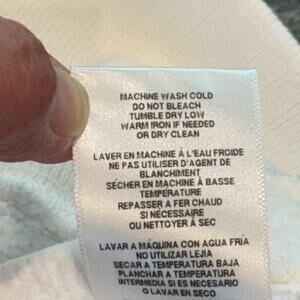 MACHINE WASH COLD
DO NOT BLEACH
TUMBLE DRY LOW
WARM IRON IF NEEDED
OR DRY CLEAN
LAVER EN MACHINE À L'EAU FROIDE
NE PAS UTILISER D'AGENT DE
BLANCHIMENT
SÉCHER EN MACHINE À BASSE
TEMPÉRATURE
REPASSER A FER CHAUD
SI NÉCESSAIRE
OU NETTOYER À SEC
LAVAR A MÁQUINA CON AGUA FRIA
NO UTILIZAR LEJIA
SECAR A TEMPERATURA BAJA
PLANCHAR A TEMPERATURA
INTERMEDIA SI ES NECESARIO
O LAVAR EN SECO